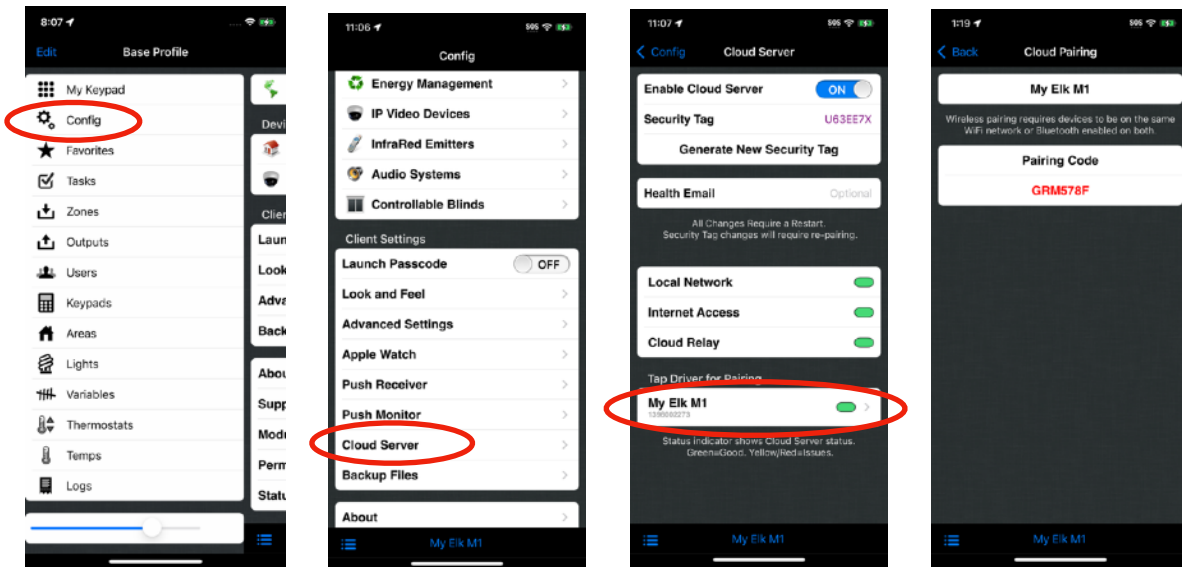 8:07
Edit
Base Profile
My Keypad
Config
Favorites
Tasks
Zones
Outputs
Users
Keypads
Areas
Lights
Variables
Thermostats
Temps
Logs
Devi
Clien
Laun
Look
Adva
Back
Abou
Supp
Modu
Perm
Statu
11:06
SOS
Config
Energy Management
IP Video Devices
InfraRed Emitters
Audio Systems
Controllable Blinds
Client Settings
Launch Passcode
OFF
Look and Feel
Advanced Settings
Apple Watch
Push Receiver
Push Monitor
Cloud Server
Backup Files
About
My Elk M1
11:07
SOS
Config
Cloud Server
Enable Cloud Server
ON
Security Tag
U63EE7X
Generate New Security Tag
Health Email
Optional
All Changes Require a Restart.
Security Tag changes will require re-pairing.
Local Network
Internet Access
Cloud Relay
Tap Driver for Pairing
My Elk M1
Status indicator shows Cloud Server status.
Green=Good. Yellow/Red=Issues.
My Elk M1
1:19
SOS
Back
Cloud Pairing
My Elk M1
Wireless pairing requires devices to be on the same
WiFi network or Bluetooth enabled on both.
Pairing Code
GRM578F
My Elk M1